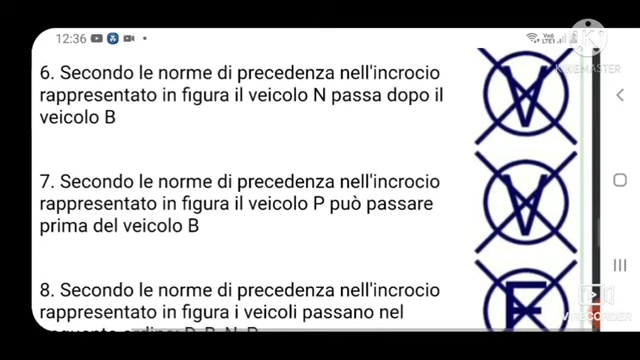 12:36
6. Secondo le norme di precedenza nell'incrocio
rappresentato in figura il veicolo N passa dopo il
veicolo B
V
7. Secondo le norme di precedenza nell'incrocio
rappresentato in figura il veicolo P può passare
prima del veicolo B
V
8. Secondo le norme di precedenza nell'incrocio
rappresentato in figura i veicoli passano nel
F
KINEMASTER